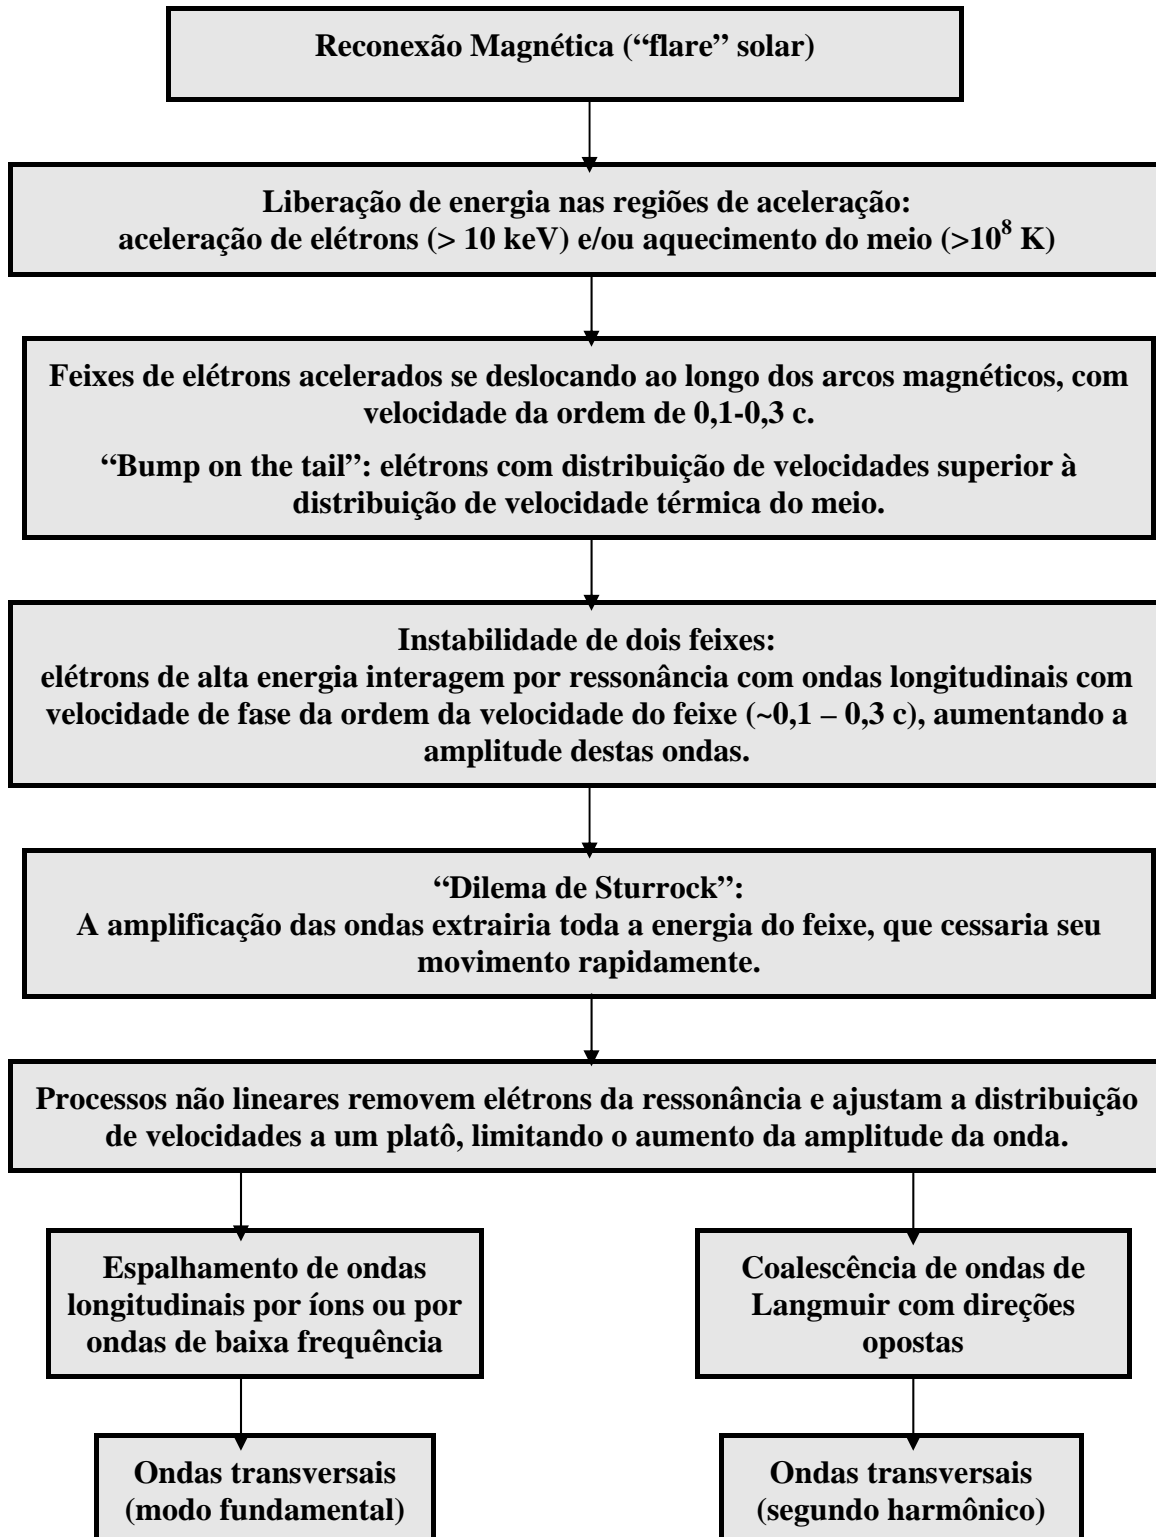 Reconexão Magnética (“flare” solar)
Liberação de energia nas regiões de aceleração:
aceleração de elétrons (> 10 keV) e/ou aquecimento do meio (>10⁸ K)
Feixes de elétrons acelerados se deslocando ao longo dos arcos magnéticos, com
velocidade da ordem de 0,1-0,3 c.
“Bump on the tail”: elétrons com distribuição de velocidades superior à
distribuição de velocidade térmica do meio.
Instabilidade de dois feixes:
elétrons de alta energia interagem por ressonância com ondas longitudinais com
velocidade de fase da ordem da velocidade do feixe (~0,1 – 0,3 c), aumentando a
amplitude destas ondas.
“Dilema de Sturrock”:
A amplificação das ondas extrairia toda a energia do feixe, que cessaria seu
movimento rapidamente.
Processos não lineares removem elétrons da ressonância e ajustam a distribuição
de velocidades a um platô, limitando o aumento da amplitude da onda.
Espalhamento de ondas
longitudinais por íons ou por
ondas de baixa frequência
Coalescência de ondas de
Langmuir com direções
opostas
Ondas transversais
(modo fundamental)
Ondas transversais
(segundo harmônico)